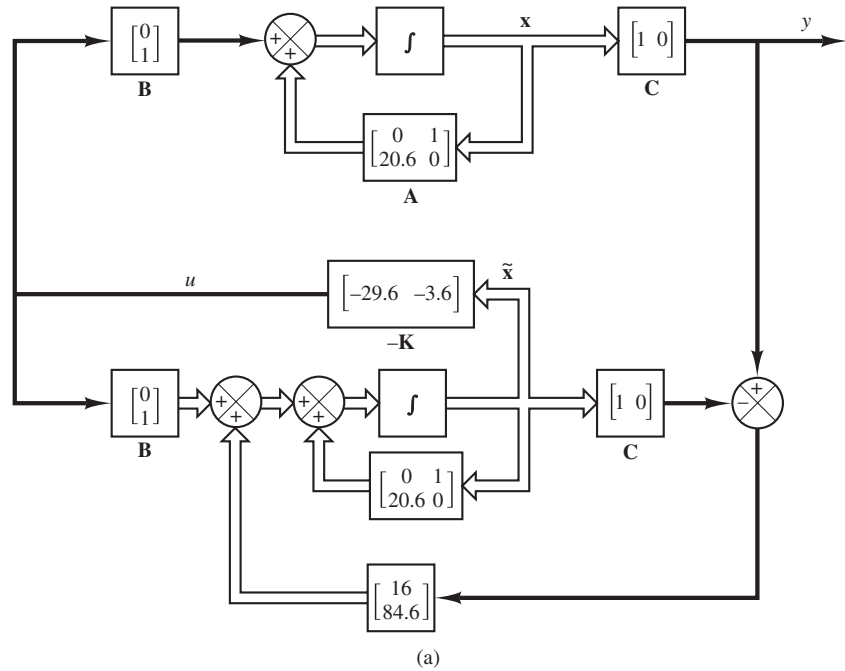 [0
1]
B
+
+
∫
x
[1 0]
C
y
[0 1
20.6 0]
A
u
[−29.6 −3.6]
x̃
−K
[0
1]
B
+
+
+
+
∫
[1 0]
C
+
−
[0 1
20.6 0]
[16
84.6]
(a)